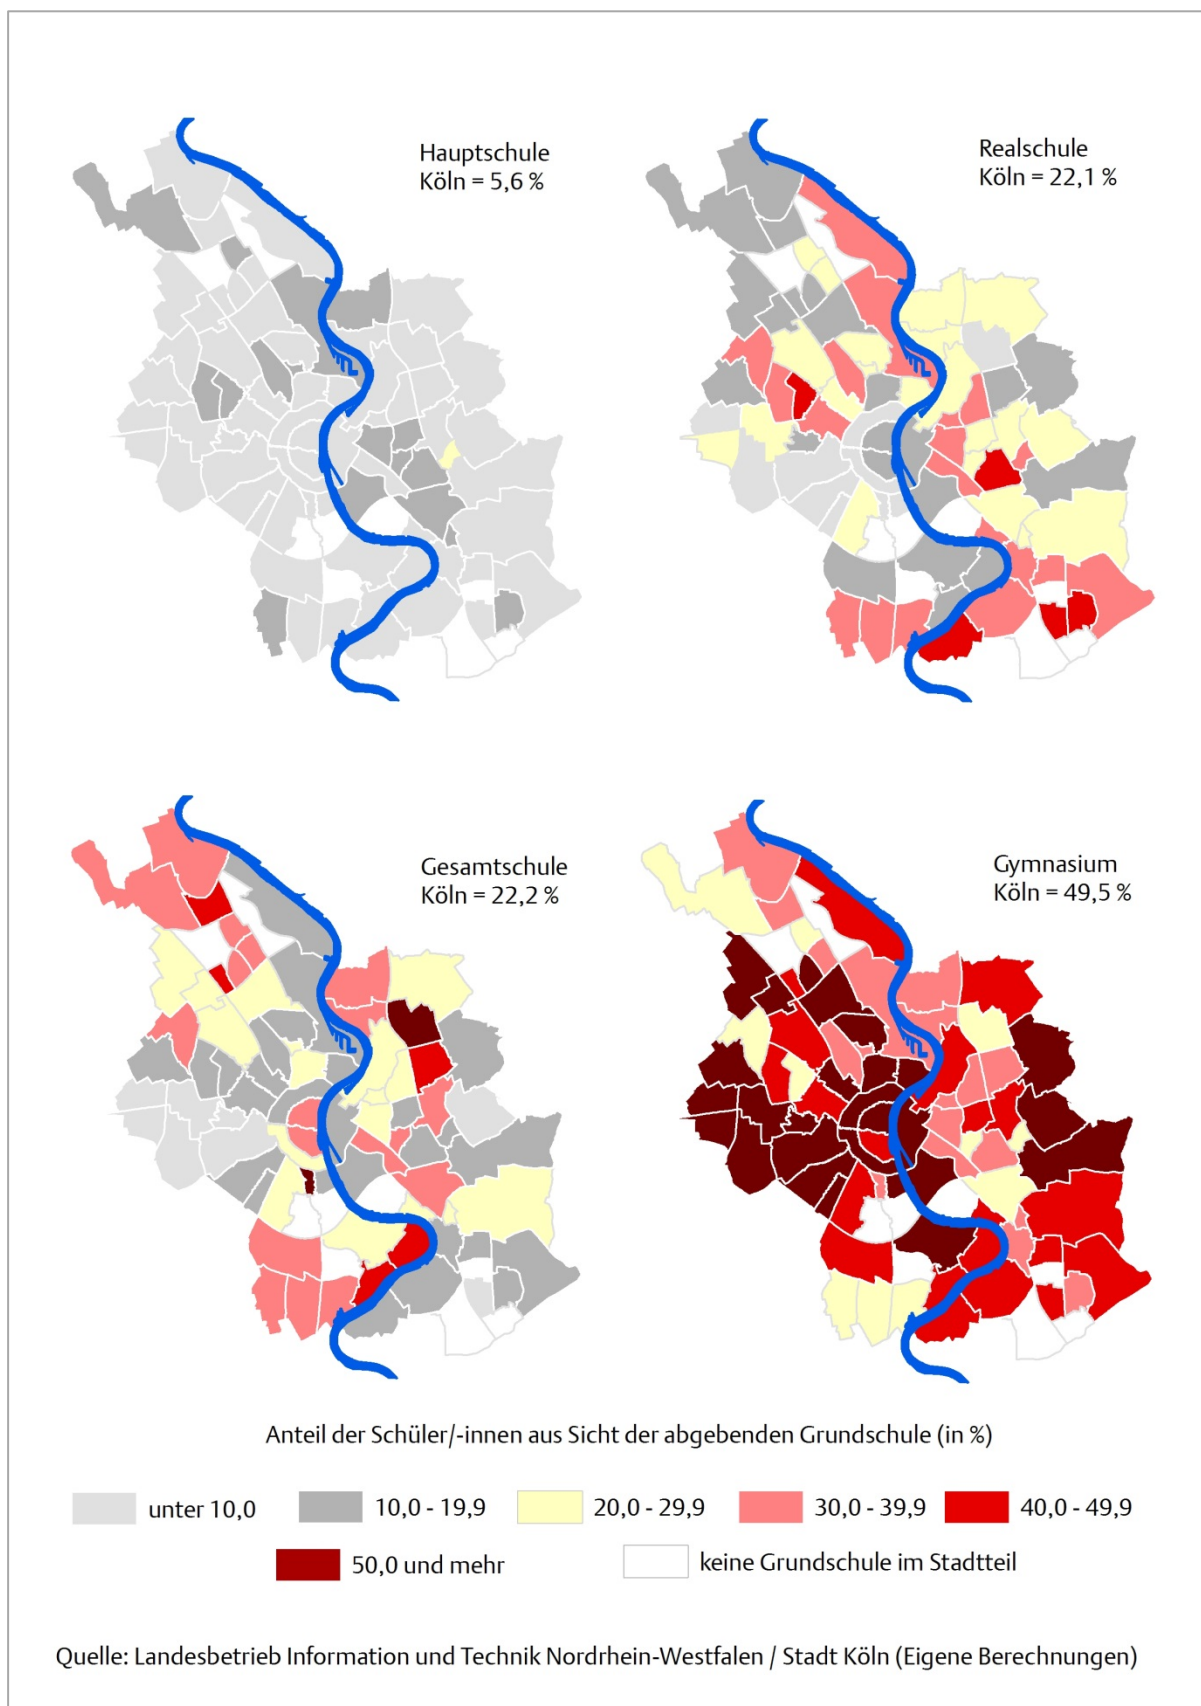 Hauptschule
Köln = 5,6 %
Realschule
Köln = 22,1 %
Gesamtschule
Köln = 22,2 %
Gymnasium
Köln = 49,5 %
Anteil der Schüler/-innen aus Sicht der abgebenden Grundschule (in %)
unter 10,0
10,0 - 19,9
20,0 - 29,9
30,0 - 39,9
40,0 - 49,9
50,0 und mehr
keine Grundschule im Stadtteil
Quelle: Landesbetrieb Information und Technik Nordrhein-Westfalen / Stadt Köln (Eigene Berechnungen)